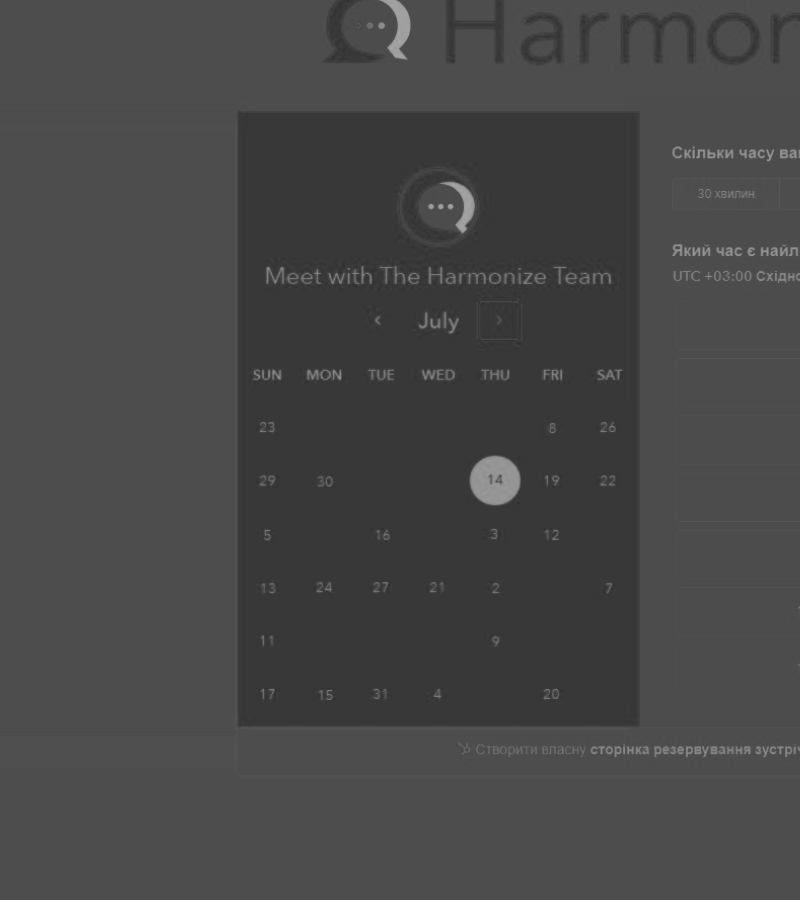 Harmon
Скільки часу ва
30 хвилин
Meet with The Harmonize Team
Який час є найл
UTC +03:00 Східно
July
SUN MON TUE WED THU FRI SAT
23 8 26
29 30 14 19 22
5 16 3 12
13 24 27 21 2 7
11 9
17 15 31 4 20
Створити власну сторінка резервування зустріч